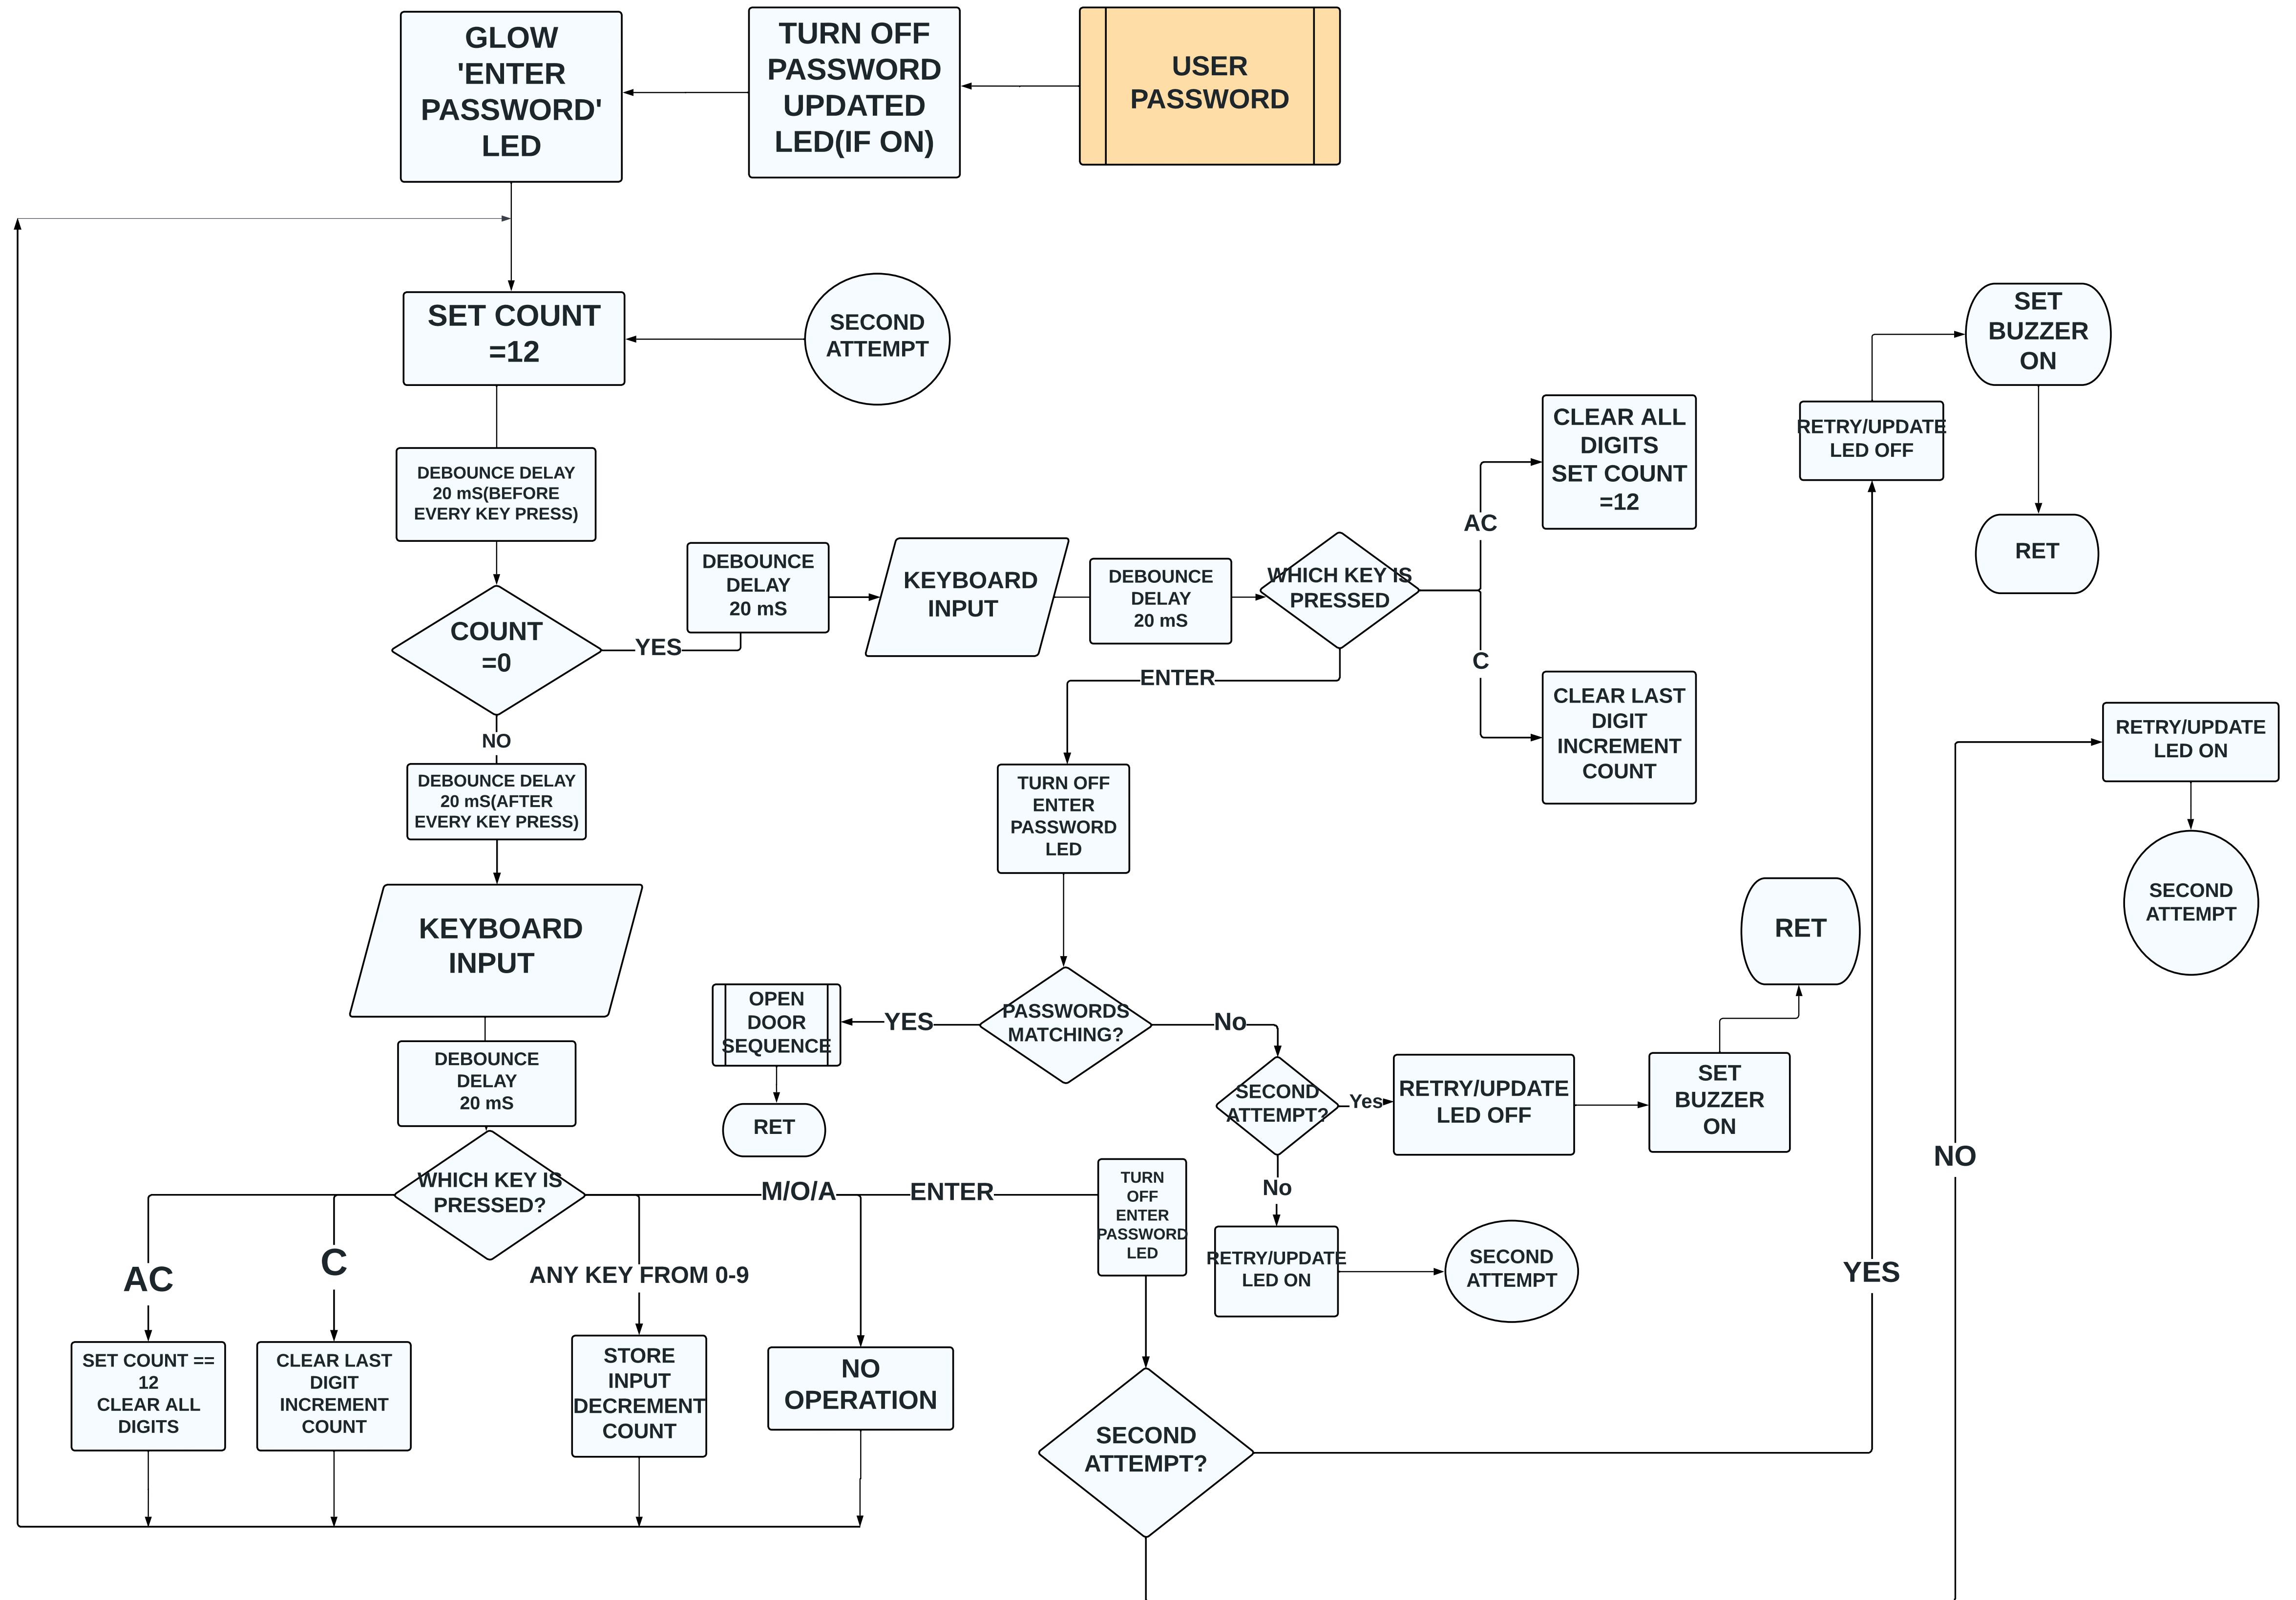 GLOW
'ENTER
PASSWORD'
LED
TURN OFF
PASSWORD
UPDATED
LED(IF ON)
USER
PASSWORD
SET COUNT
=12
SECOND
ATTEMPT
SET
BUZZER
ON
RETRY/UPDATE
LED OFF
RET
DEBOUNCE DELAY
20 mS(BEFORE
EVERY KEY PRESS)
COUNT
=0
YES
DEBOUNCE
DELAY
20 mS
KEYBOARD
INPUT
DEBOUNCE
DELAY
20 mS
WHICH KEY IS
PRESSED
AC
CLEAR ALL
DIGITS
SET COUNT
=12
C
CLEAR LAST
DIGIT
INCREMENT
COUNT
ENTER
NO
DEBOUNCE DELAY
20 mS(AFTER
EVERY KEY PRESS)
TURN OFF
ENTER
PASSWORD
LED
RETRY/UPDATE
LED ON
SECOND
ATTEMPT
KEYBOARD
INPUT
RET
OPEN
DOOR
SEQUENCE
YES
PASSWORDS
MATCHING?
No
RET
SECOND
ATTEMPT?
Yes
RETRY/UPDATE
LED OFF
SET
BUZZER
ON
DEBOUNCE
DELAY
20 mS
WHICH KEY IS
PRESSED?
M/O/A
ENTER
TURN
OFF
ENTER
PASSWORD
LED
No
RETRY/UPDATE
LED ON
SECOND
ATTEMPT
NO
YES
AC
C
ANY KEY FROM 0-9
SET COUNT ==
12
CLEAR ALL
DIGITS
CLEAR LAST
DIGIT
INCREMENT
COUNT
STORE
INPUT
DECREMENT
COUNT
NO
OPERATION
SECOND
ATTEMPT?